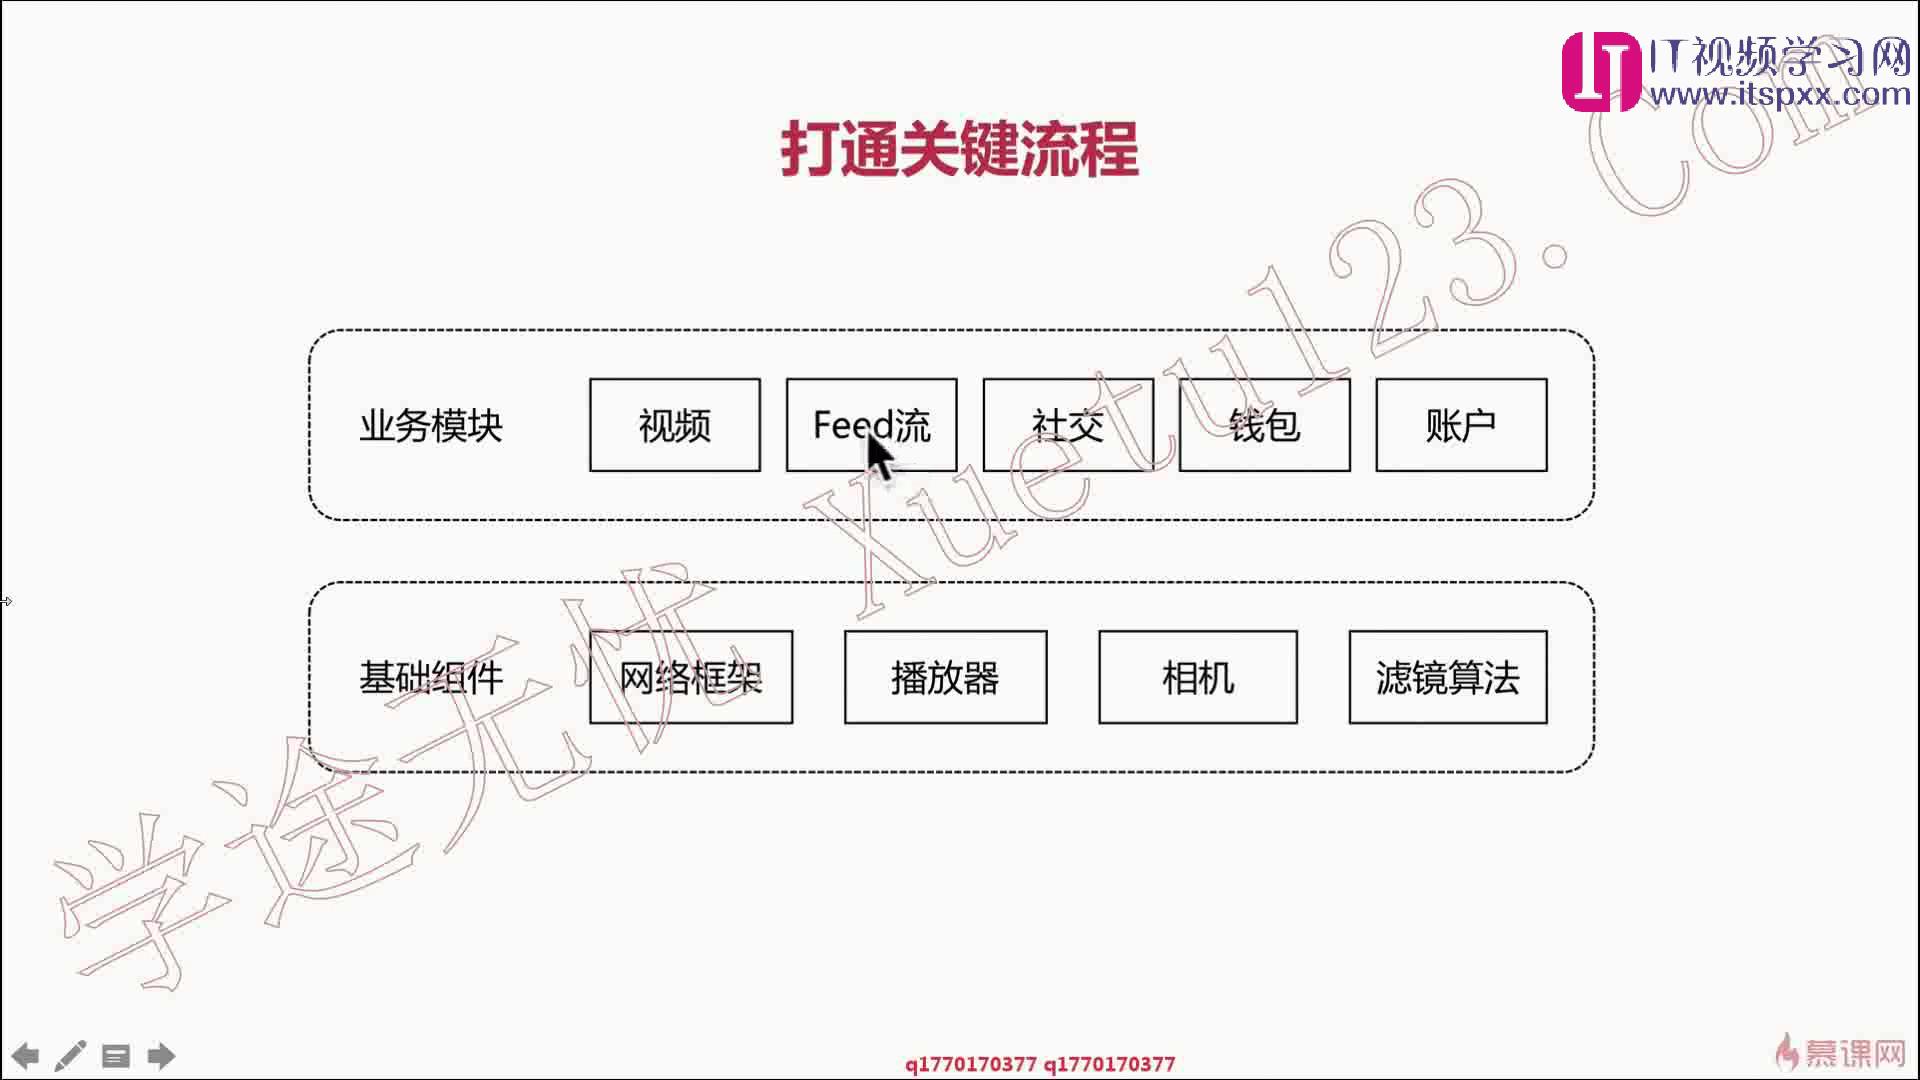 IT视频学习网
www.itspxx.com
打通关键流程
业务模块 视频 Feed流 社交 钱包 账户
基础组件 网络框架 播放器 相机 滤镜算法
学途无忧 Xuetu123.Com
q1770170377 q1770170377
慕课网